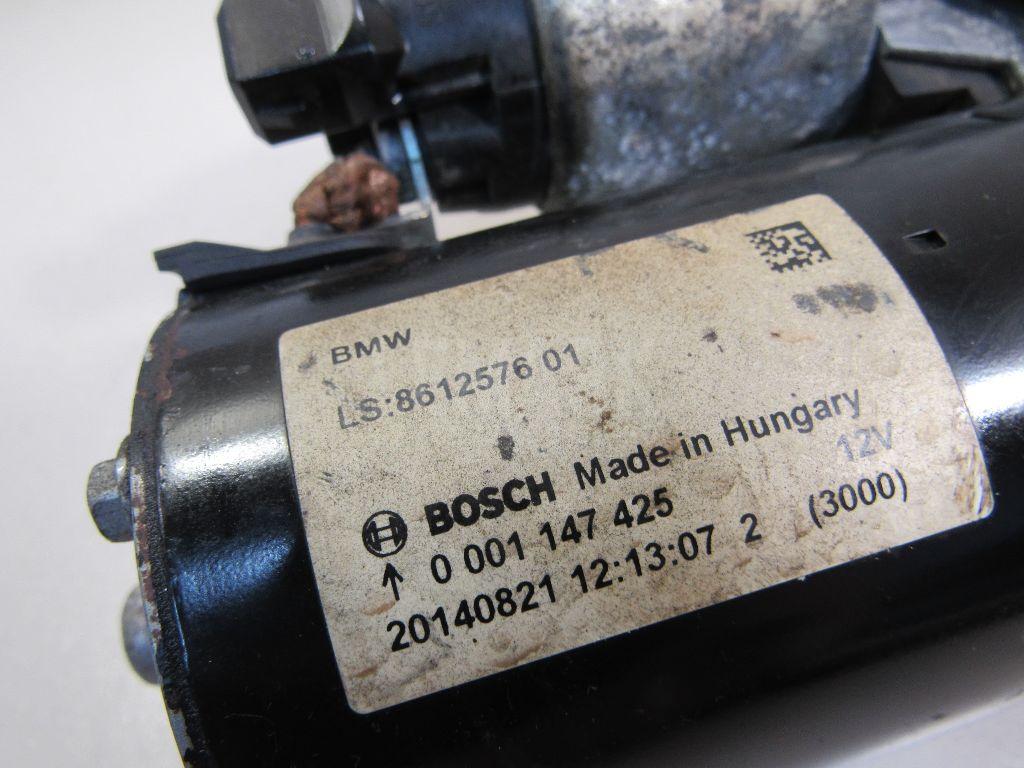 BMW
LS:8612576 01
BOSCH Made in Hungary
12V
0 001 147 425
20140821 12:13:07 2 (3000)